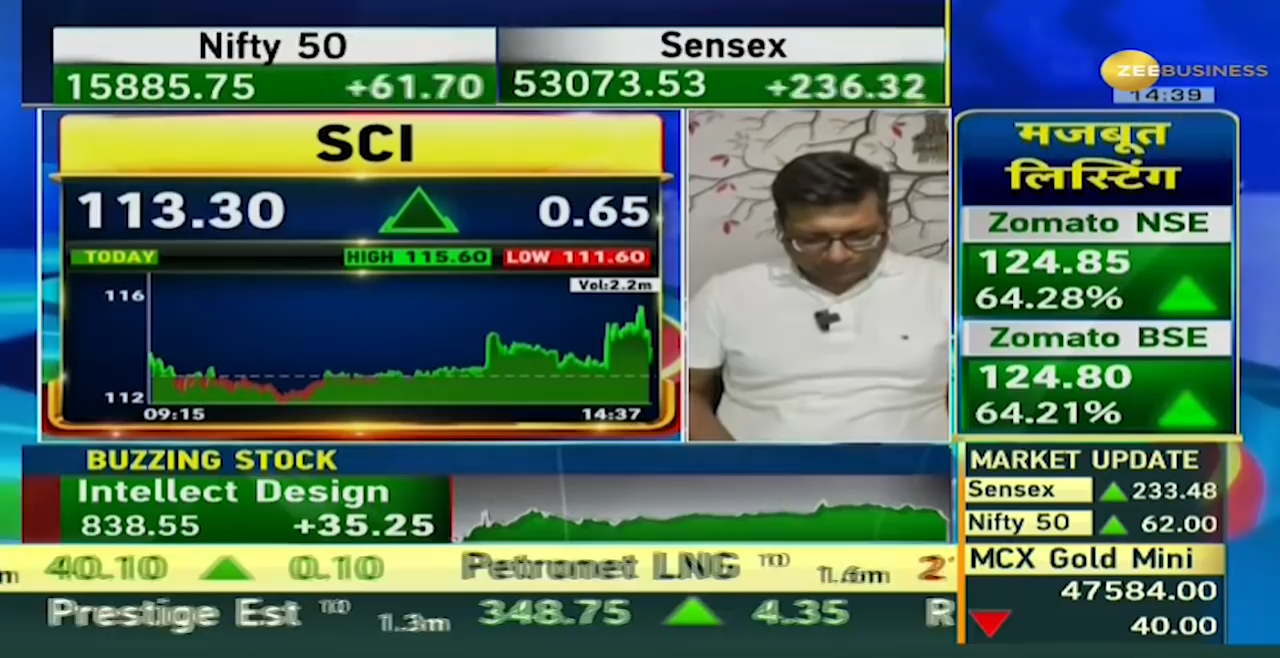 Nifty 50 Sensex
15885.75 +61.70 53073.53 +236.32
ZEEBUSINESS
14:39
SCI
113.30 0.65
TODAY HIGH 115.60 LOW 111.60
Vol:2.2m
116
112
09:15 14:37
मजबूत
लिस्टिंग
Zomato NSE
124.85
64.28%
Zomato BSE
124.80
64.21%
BUZZING STOCK
Intellect Design
838.55 +35.25
MARKET UPDATE
Sensex 233.48
Nifty 50 62.00
MCX Gold Mini
47584.00
40.00
m 40.10 0.10 Petronet LNG TO 1.6m
Prestige Est TO 1.3m 348.75 4.35 R